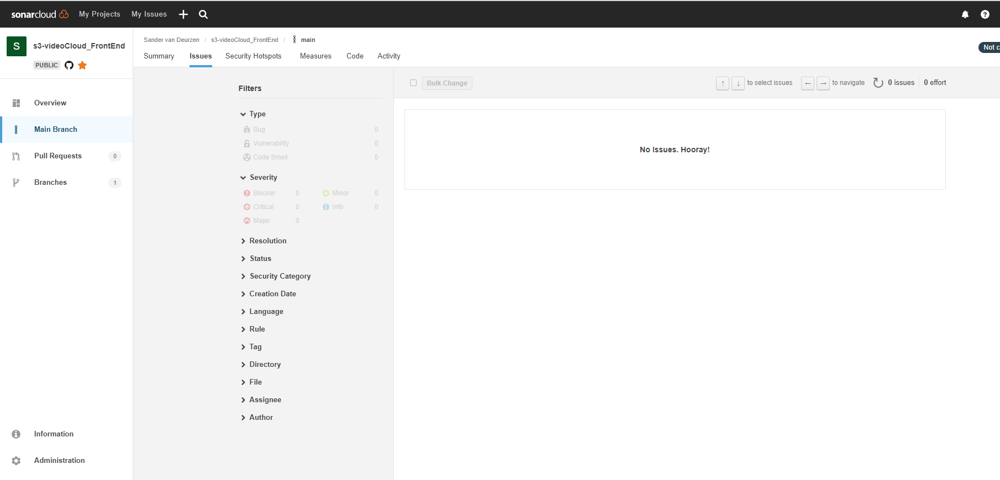 sonarcloud My Projects My Issues
S s3-videoCloud_FrontEnd
PUBLIC
Overview
Main Branch
Pull Requests 0
Branches 1
Information
Administration
Sander van Deurzen / s3-videoCloud_FrontEnd / main
Not c
Summary Issues Security Hotspots Measures Code Activity
Filters
Type
Bug 0
Vulnerability 0
Code Smell 0
Severity
Blocker 0 Minor 0
Critical 0 Info 0
Major 0
Resolution
Status
Security Category
Creation Date
Language
Rule
Tag
Directory
File
Assignee
Author
Bulk Change ↑ ↓ to select issues ← → to navigate 0 issues 0 effort
No Issues. Hooray!